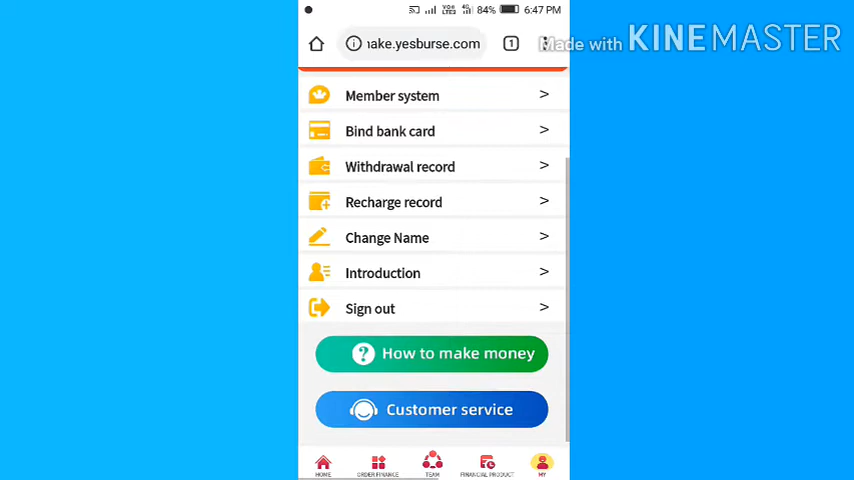 84% 6:47 PM
ake.yesburse.com
1
Made with KINEMASTER
Member system >
Bind bank card >
Withdrawal record >
Recharge record >
Change Name >
Introduction >
Sign out >
? How to make money
Customer service
HOME ORDER FINANCE TEAM FINANCIAL PRODUCT MY